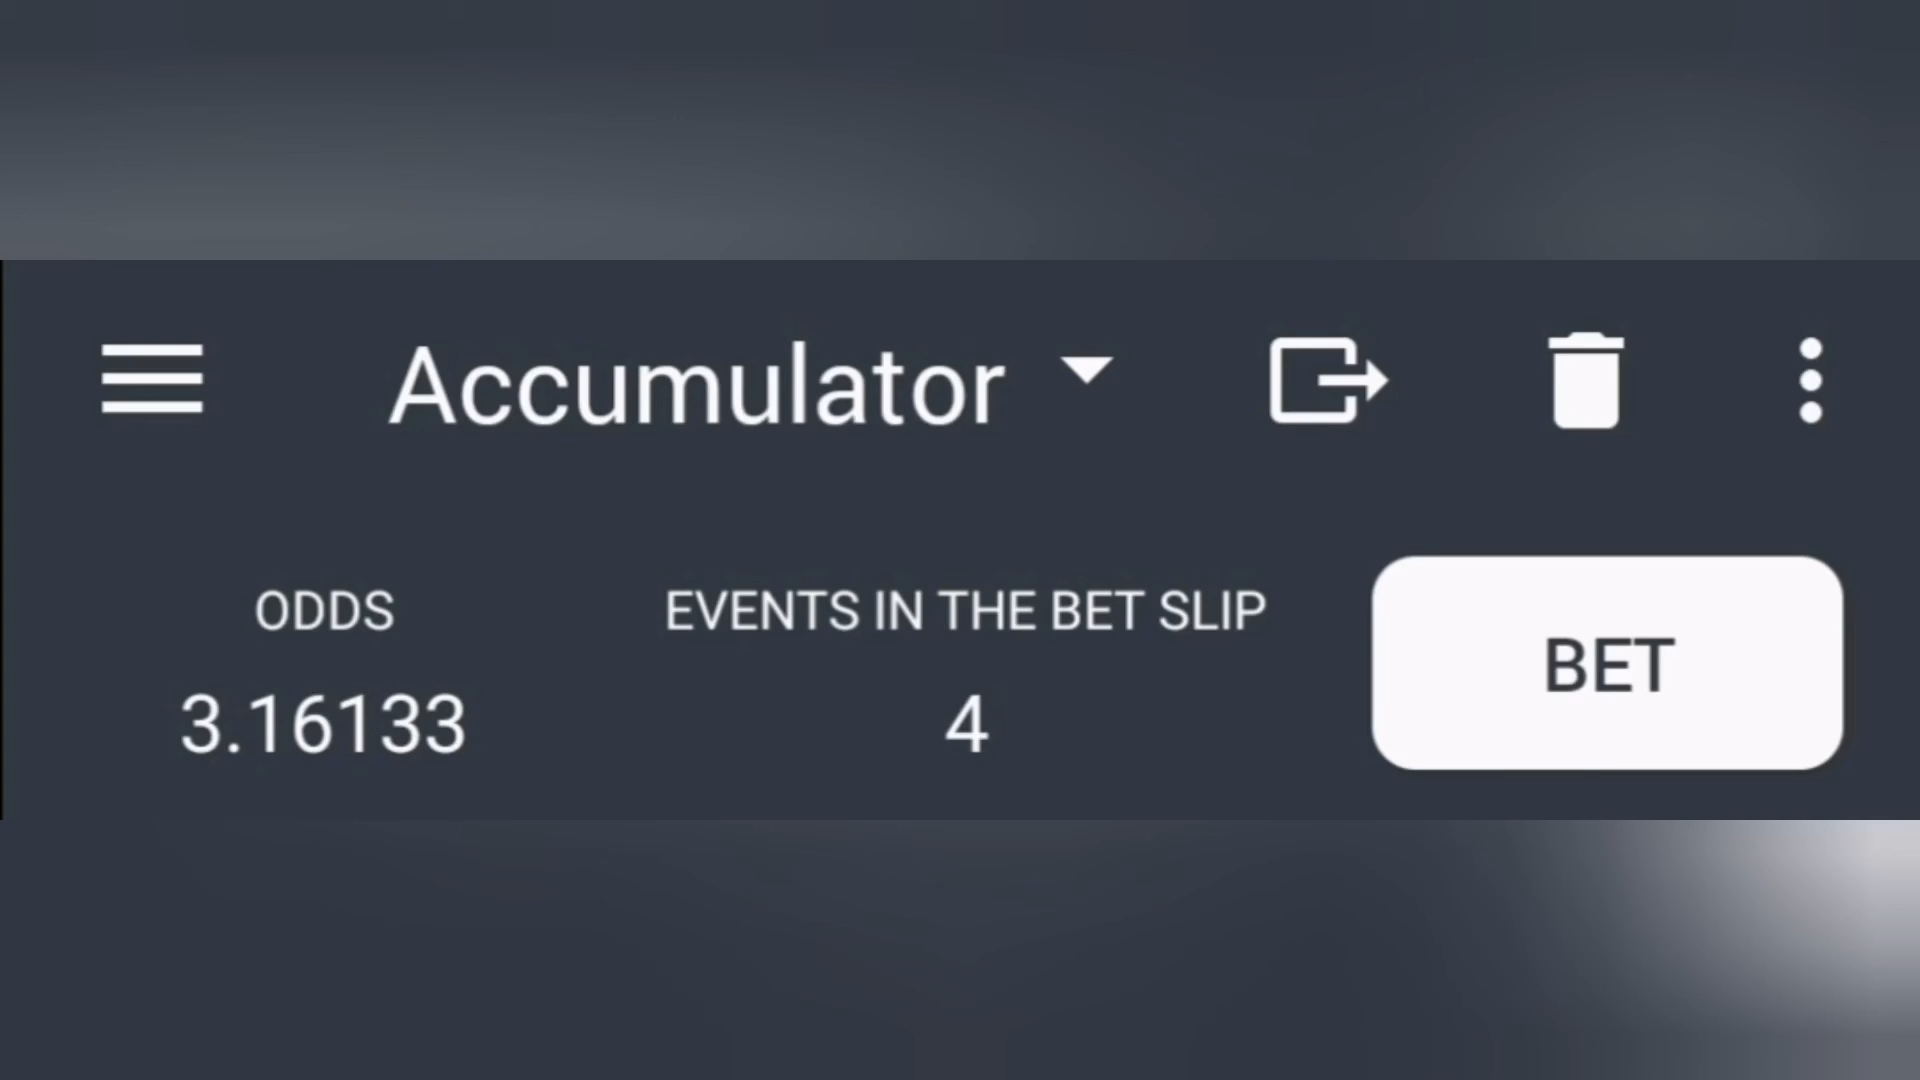 Accumulator
ODDS
EVENTS IN THE BET SLIP
BET
3.16133
4